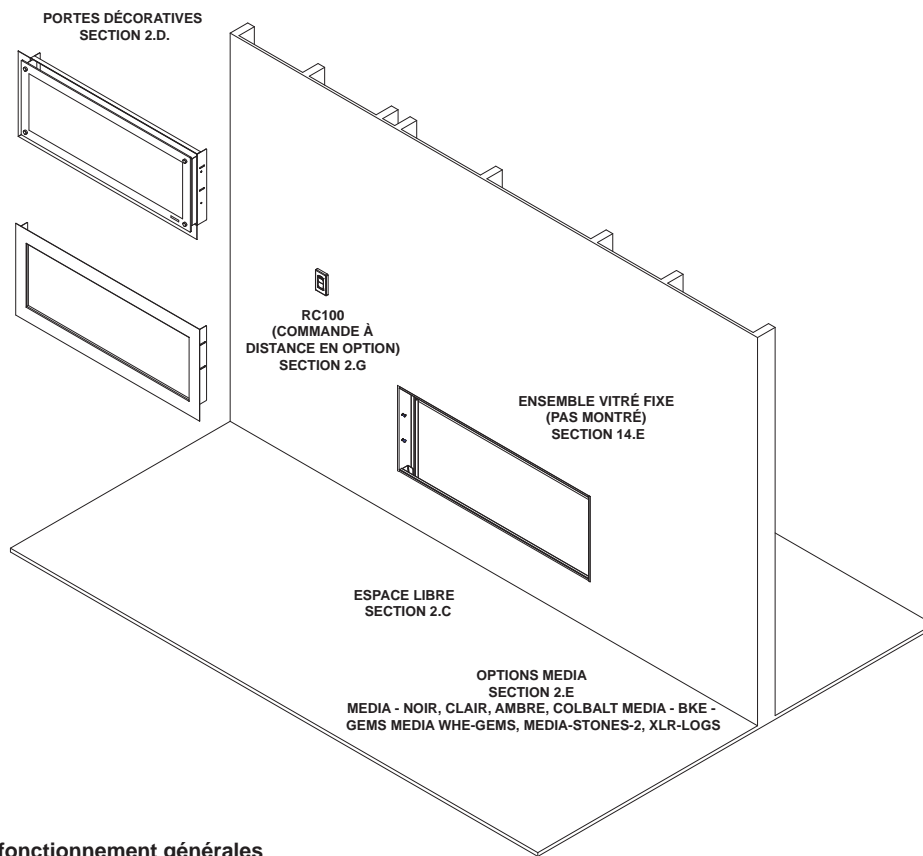 PORTES DÉCORATIVES
SECTION 2.D.
RC100
(COMMANDE À
DISTANCE EN OPTION)
SECTION 2.G
ENSEMBLE VITRÉ FIXE
(PAS MONTRÉ)
SECTION 14.E
ESPACE LIBRE
SECTION 2.C
OPTIONS MEDIA
SECTION 2.E
MEDIA - NOIR, CLAIR, AMBRE, COLBALT MEDIA - BKE -
GEMS MEDIA WHE-GEMS, MEDIA-STONES-2, XLR-LOGS
fonctionnement générales